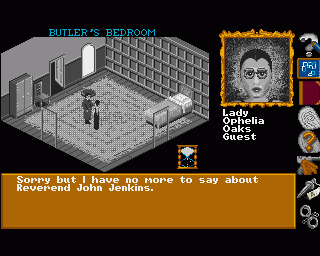 BUTLER'S BEDROOM
Lady
Ophelia
Oaks
Guest
Sorry but I have no more to say about
Reverend John Jenkins.